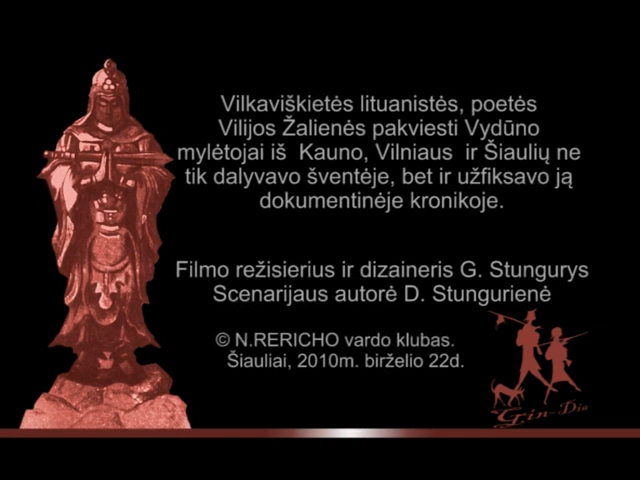 Vilkaviškietės lituanistės, poetės
Vilijos Žalienės pakviesti Vydūno
mylėtojai iš Kauno, Vilniaus ir Šiaulių ne
tik dalyvavo šventėje, bet ir užfiksavo ją
dokumentinėje kronikoje.
Filmo režisierius ir dizaineris G. Stungurys
Scenarijaus autorė D. Stungurienė
© N.RERICHO vardo klubas.
Šiauliai, 2010m. birželio 22d.
Gin-Dia